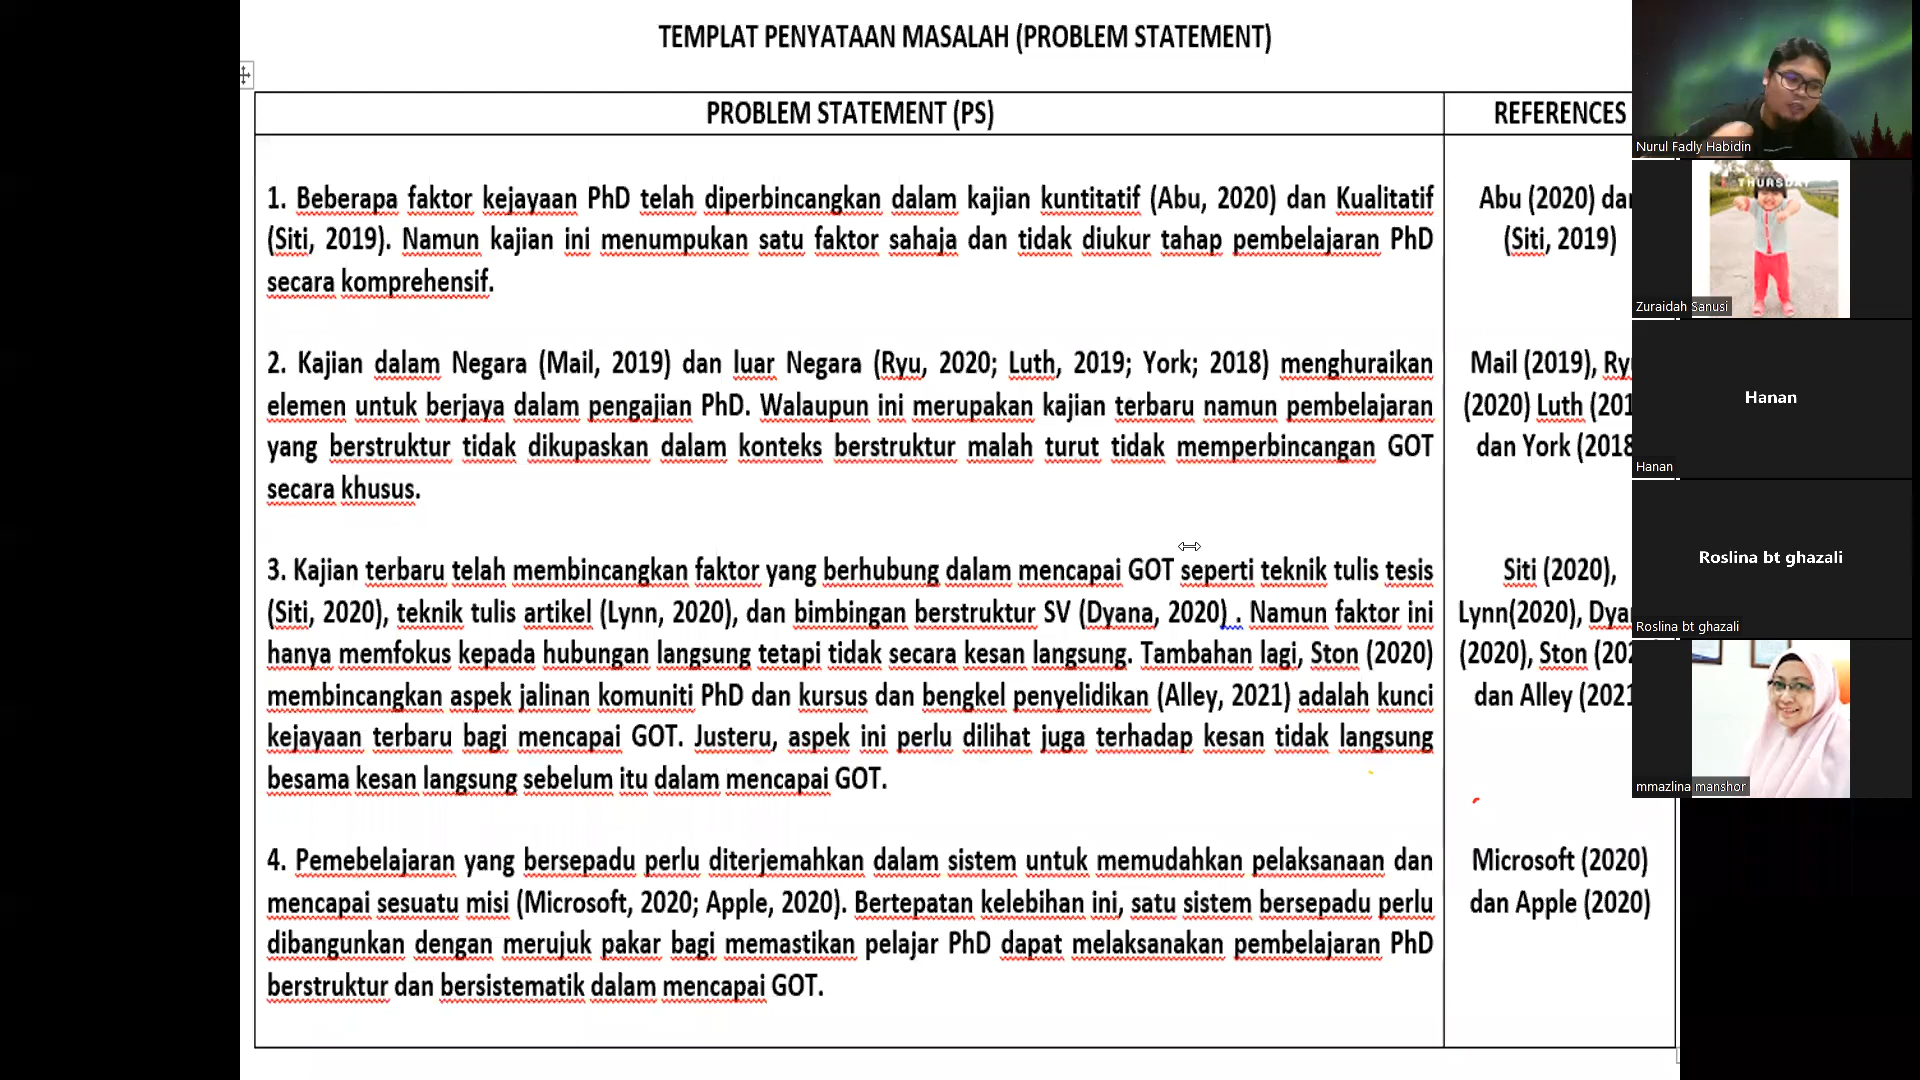 TEMPLAT PENYATAAN MASALAH (PROBLEM STATEMENT)
PROBLEM STATEMENT (PS)
REFERENCES
1. Beberapa faktor kejayaan PhD telah diperbincangkan dalam kajian kuntitatif (Abu, 2020) dan Kualitatif
(Siti, 2019). Namun kajian ini menumpukan satu faktor sahaja dan tidak diukur tahap pembelajaran PhD
secara komprehensif.
Abu (2020) dan
(Siti, 2019)
2. Kajian dalam Negara (Mail, 2019) dan luar Negara (Ryu, 2020; Luth, 2019; York; 2018) menghuraikan
elemen untuk berjaya dalam pengajian PhD. Walaupun ini merupakan kajian terbaru namun pembelajaran
yang berstruktur tidak dikupaskan dalam konteks berstruktur malah turut tidak memperbincangan GOT
secara khusus.
Mail (2019), Ry
(2020) Luth (201
dan York (2018
3. Kajian terbaru telah membincangkan faktor yang berhubung dalam mencapai GOT seperti teknik tulis tesis
(Siti, 2020), teknik tulis artikel (Lynn, 2020), dan bimbingan berstruktur SV (Dyana, 2020) . Namun faktor ini
hanya memfokus kepada hubungan langsung tetapi tidak secara kesan langsung. Tambahan lagi, Ston (2020)
membincangkan aspek jalinan komuniti PhD dan kursus dan bengkel penyelidikan (Alley, 2021) adalah kunci
kejayaan terbaru bagi mencapai GOT. Justeru, aspek ini perlu dilihat juga terhadap kesan tidak langsung
besama kesan langsung sebelum itu dalam mencapai GOT.
Siti (2020),
Lynn(2020), Dya
(2020), Ston (202
dan Alley (2021
4. Pemebelajaran yang bersepadu perlu diterjemahkan dalam sistem untuk memudahkan pelaksanaan dan
mencapai sesuatu misi (Microsoft, 2020; Apple, 2020). Bertepatan kelebihan ini, satu sistem bersepadu perlu
dibangunkan dengan merujuk pakar bagi memastikan pelajar PhD dapat melaksanakan pembelajaran PhD
berstruktur dan bersistematik dalam mencapai GOT.
Microsoft (2020)
dan Apple (2020)
Nurul Fadly Habidin
THURSDAY
Zuraidah Sanusi
Hanan
Hanan
Roslina bt ghazali
Roslina bt ghazali
mmazlina manshor